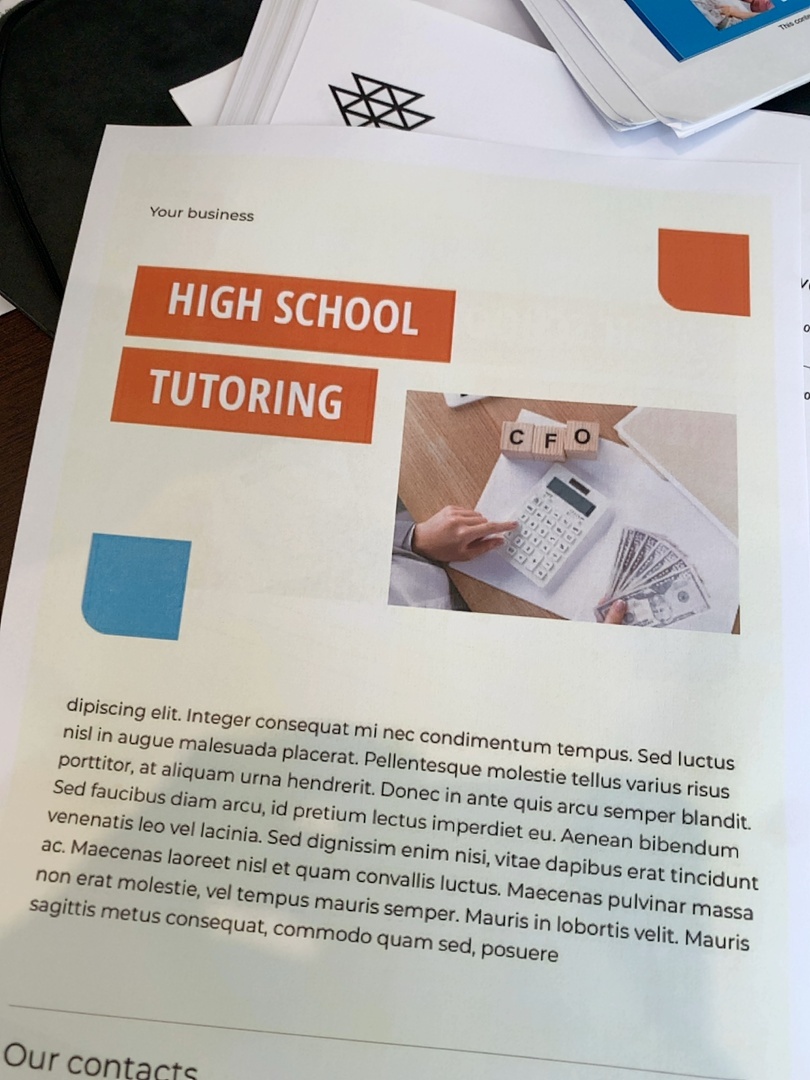 This
Your business
HIGH SCHOOL
TUTORING
C F O
dipiscing elit. Integer consequat mi nec condimentum tempus. Sed luctus
nisl in augue malesuada placerat. Pellentesque molestie tellus varius risus
porttitor, at aliquam urna hendrerit. Donec in ante quis arcu semper blandit.
Sed faucibus diam arcu, id pretium lectus imperdiet eu. Aenean bibendum
venenatis leo vel lacinia. Sed dignissim enim nisi, vitae dapibus erat tincidunt
ac. Maecenas laoreet nisl et quam convallis luctus. Maecenas pulvinar massa
non erat molestie, vel tempus mauris semper. Mauris in lobortis velit. Mauris
sagittis metus consequat, commodo quam sed, posuere
Our contacts